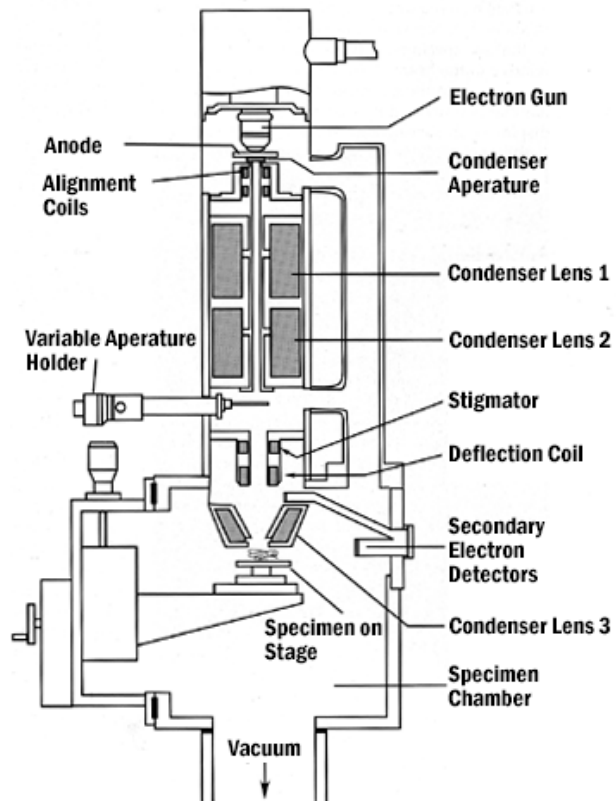 Electron Gun
Anode
Condenser
Aperature
Alignment
Coils
Condenser Lens 1
Variable Aperature
Holder
Condenser Lens 2
Stigmator
Deflection Coil
Secondary
Electron
Detectors
Specimen on
Stage
Condenser Lens 3
Specimen
Chamber
Vacuum